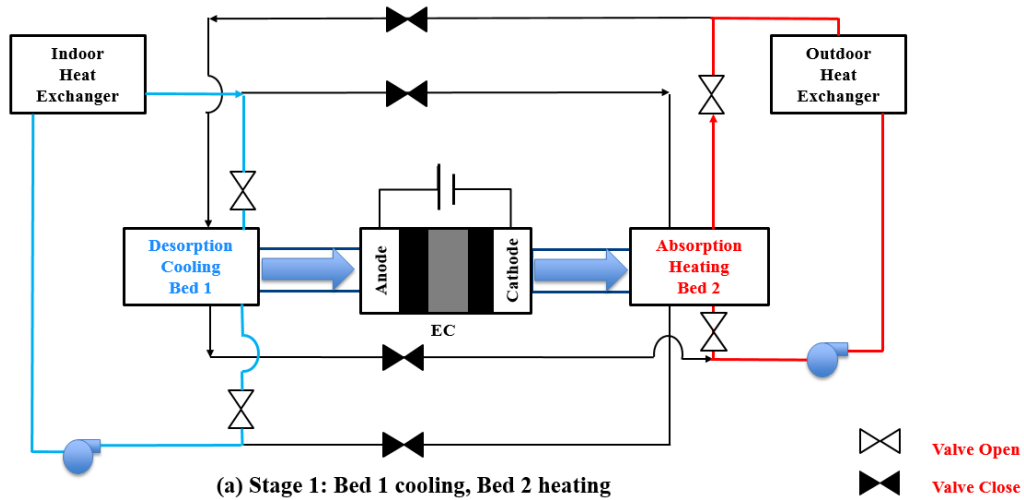 Indoor
Heat
Exchanger
Outdoor
Heat
Exchanger
Desorption
Cooling
Bed 1
Anode
Cathode
EC
Absorption
Heating
Bed 2
Valve Open
Valve Close
(a) Stage 1: Bed 1 cooling, Bed 2 heating